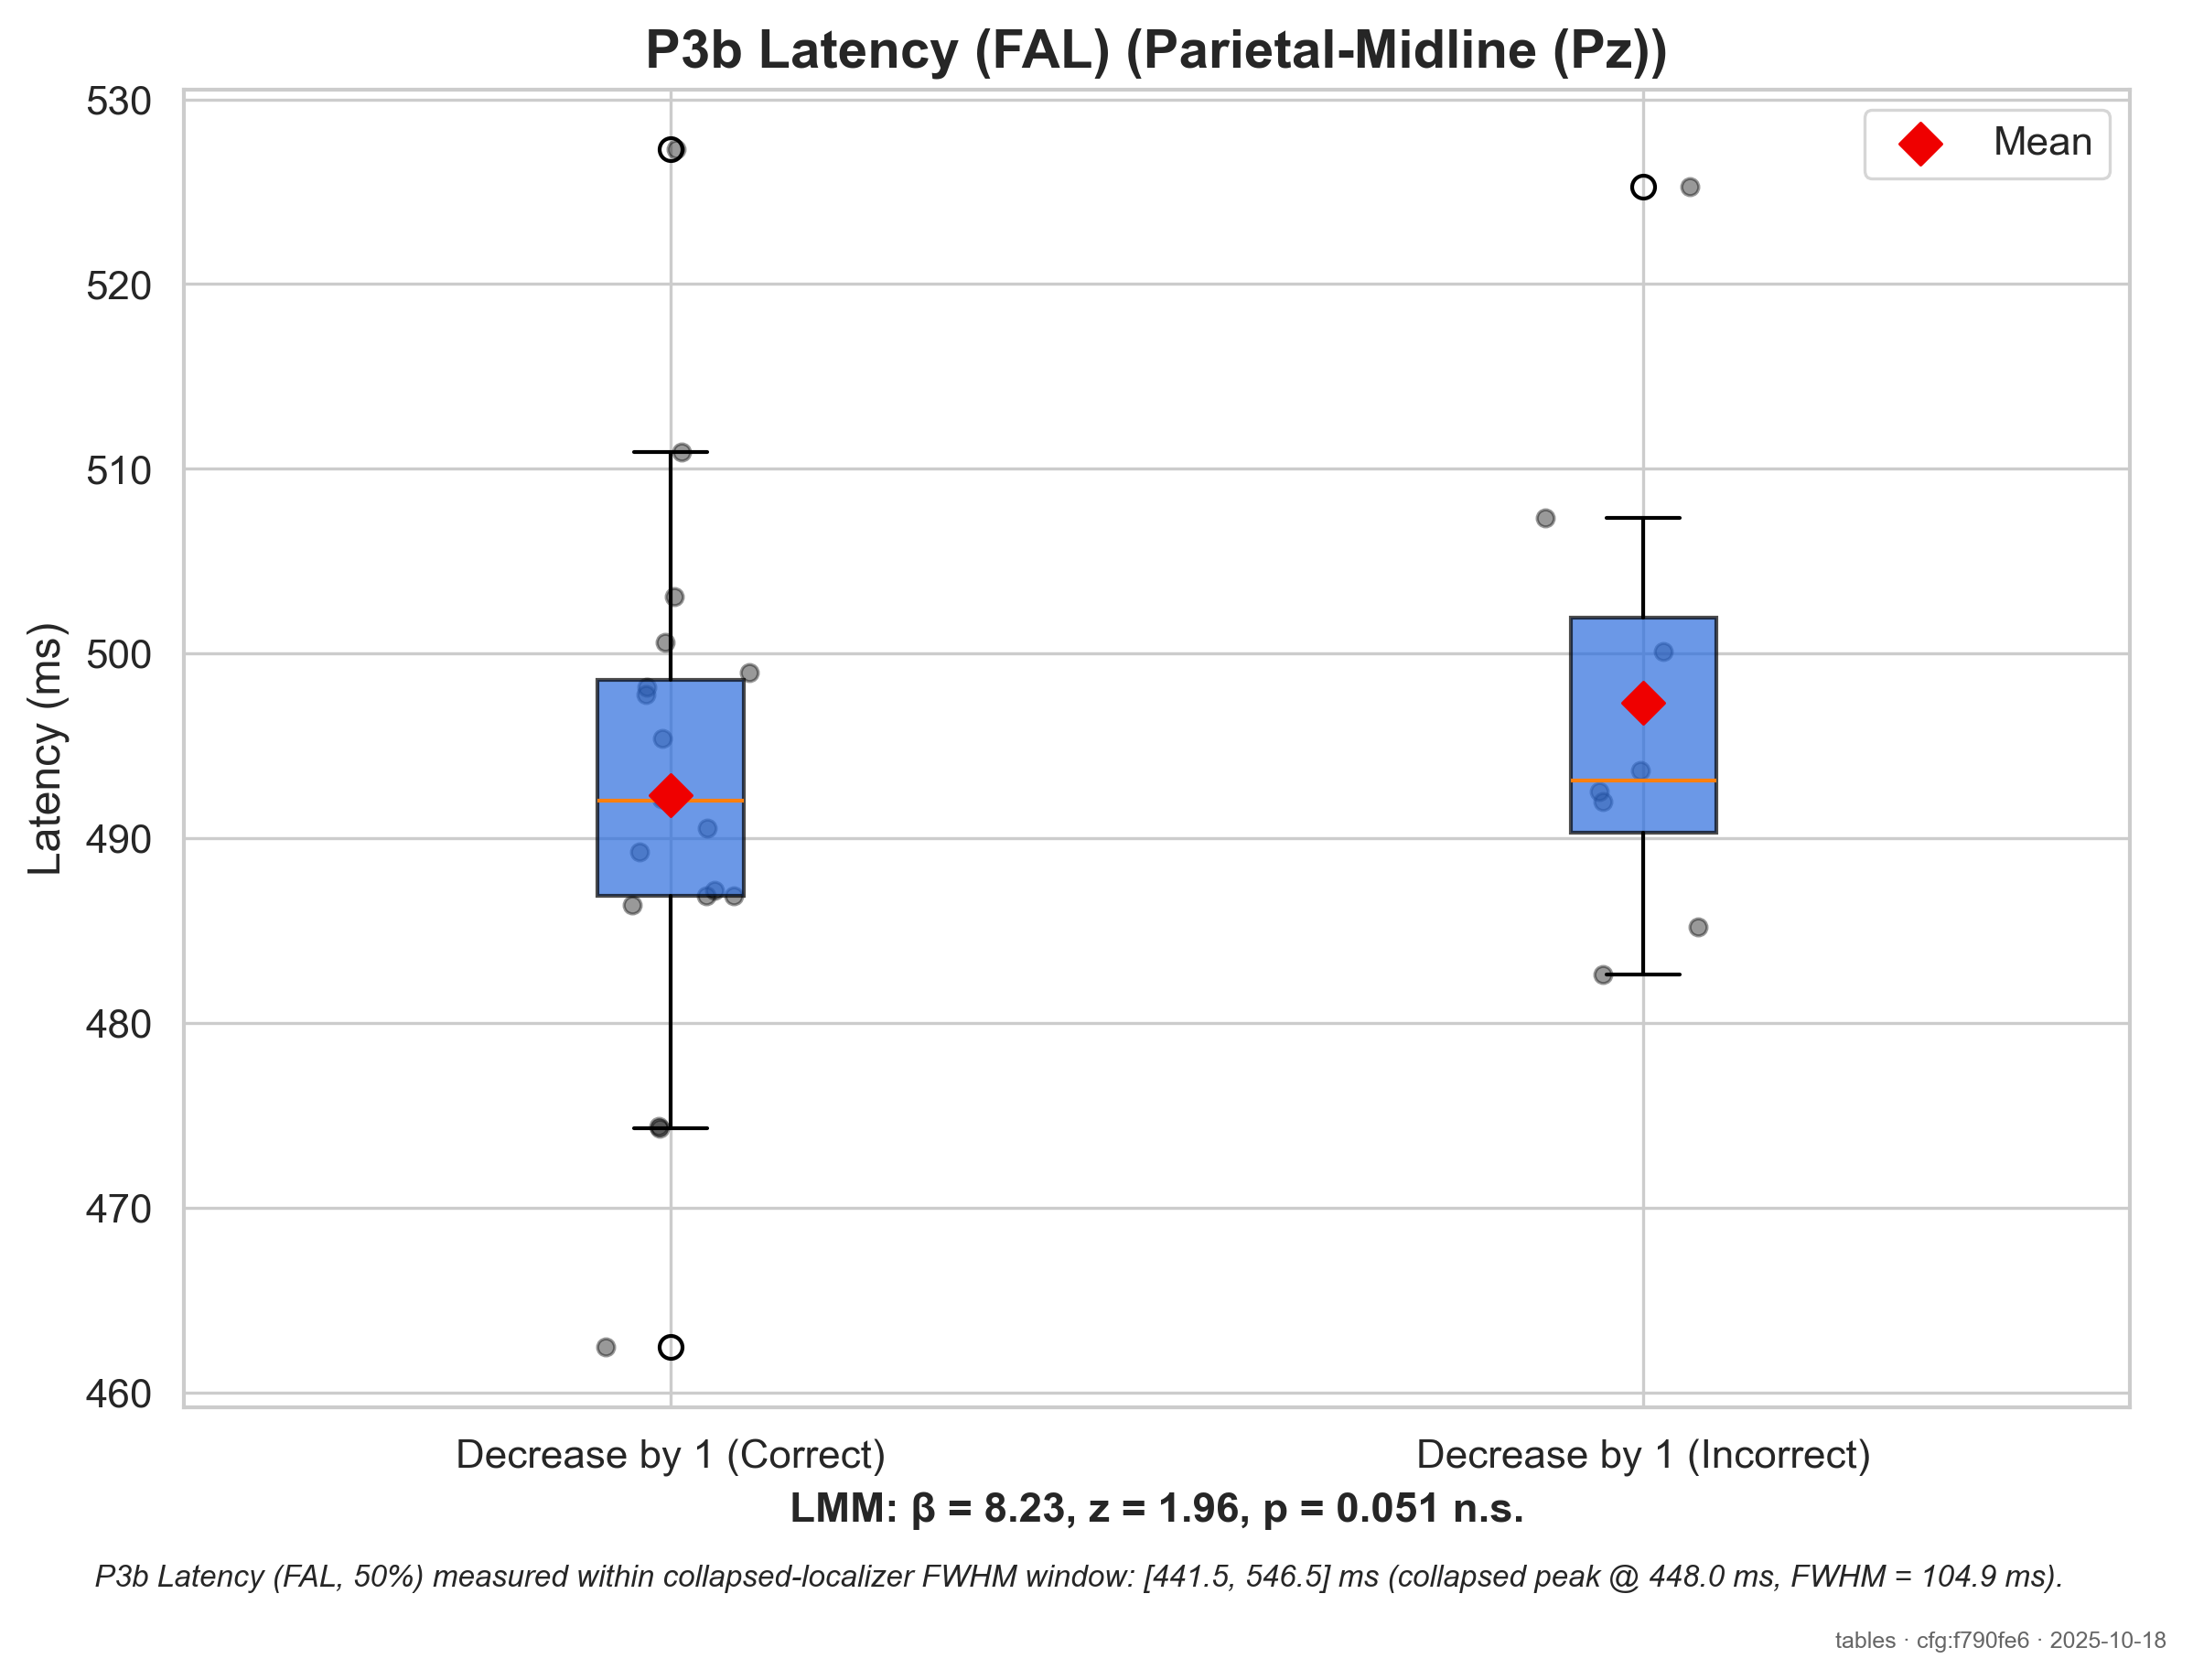 P3b Latency (FAL) (Parietal-Midline (Pz))
530
520
510
500
490
480
470
460
Latency (ms)
Mean
Decrease by 1 (Correct)
Decrease by 1 (Incorrect)
LMM: β = 8.23, z = 1.96, p = 0.051 n.s.
P3b Latency (FAL, 50%) measured within collapsed-localizer FWHM window: [441.5, 546.5] ms (collapsed peak @ 448.0 ms, FWHM = 104.9 ms).
tables · cfg:f790fe6 · 2025-10-18